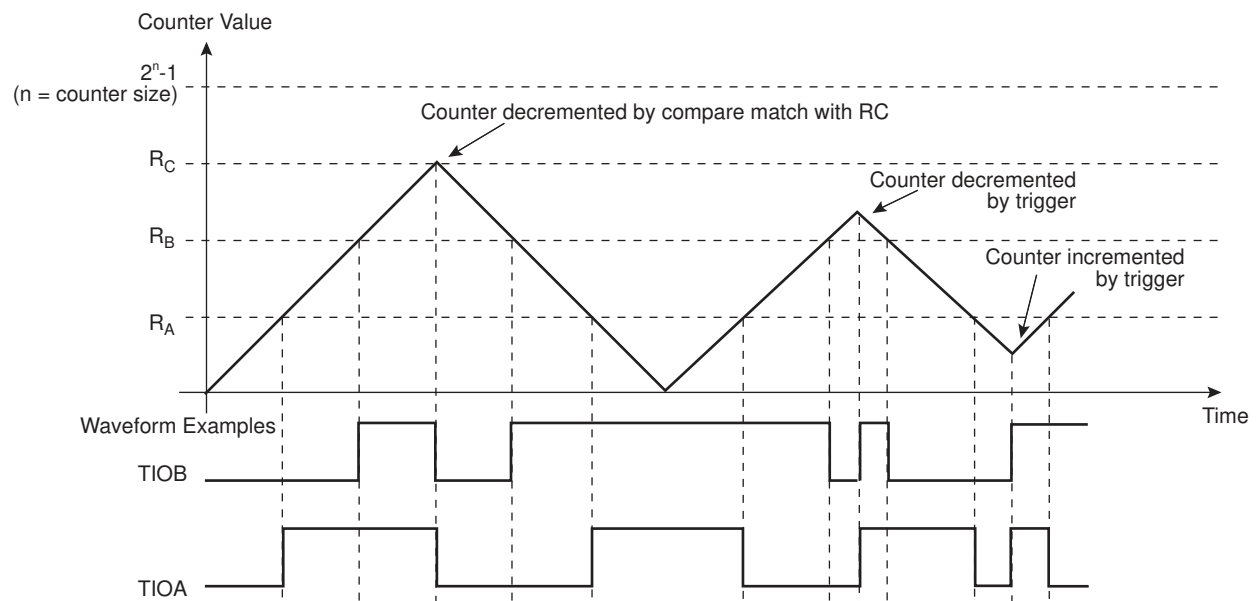 Counter Value
2ⁿ-1
(n = counter size)
Counter decremented by compare match with RC
R_C
Counter decremented
by trigger
R_B
Counter incremented
by trigger
R_A
Time
Waveform Examples
TIOB
TIOA